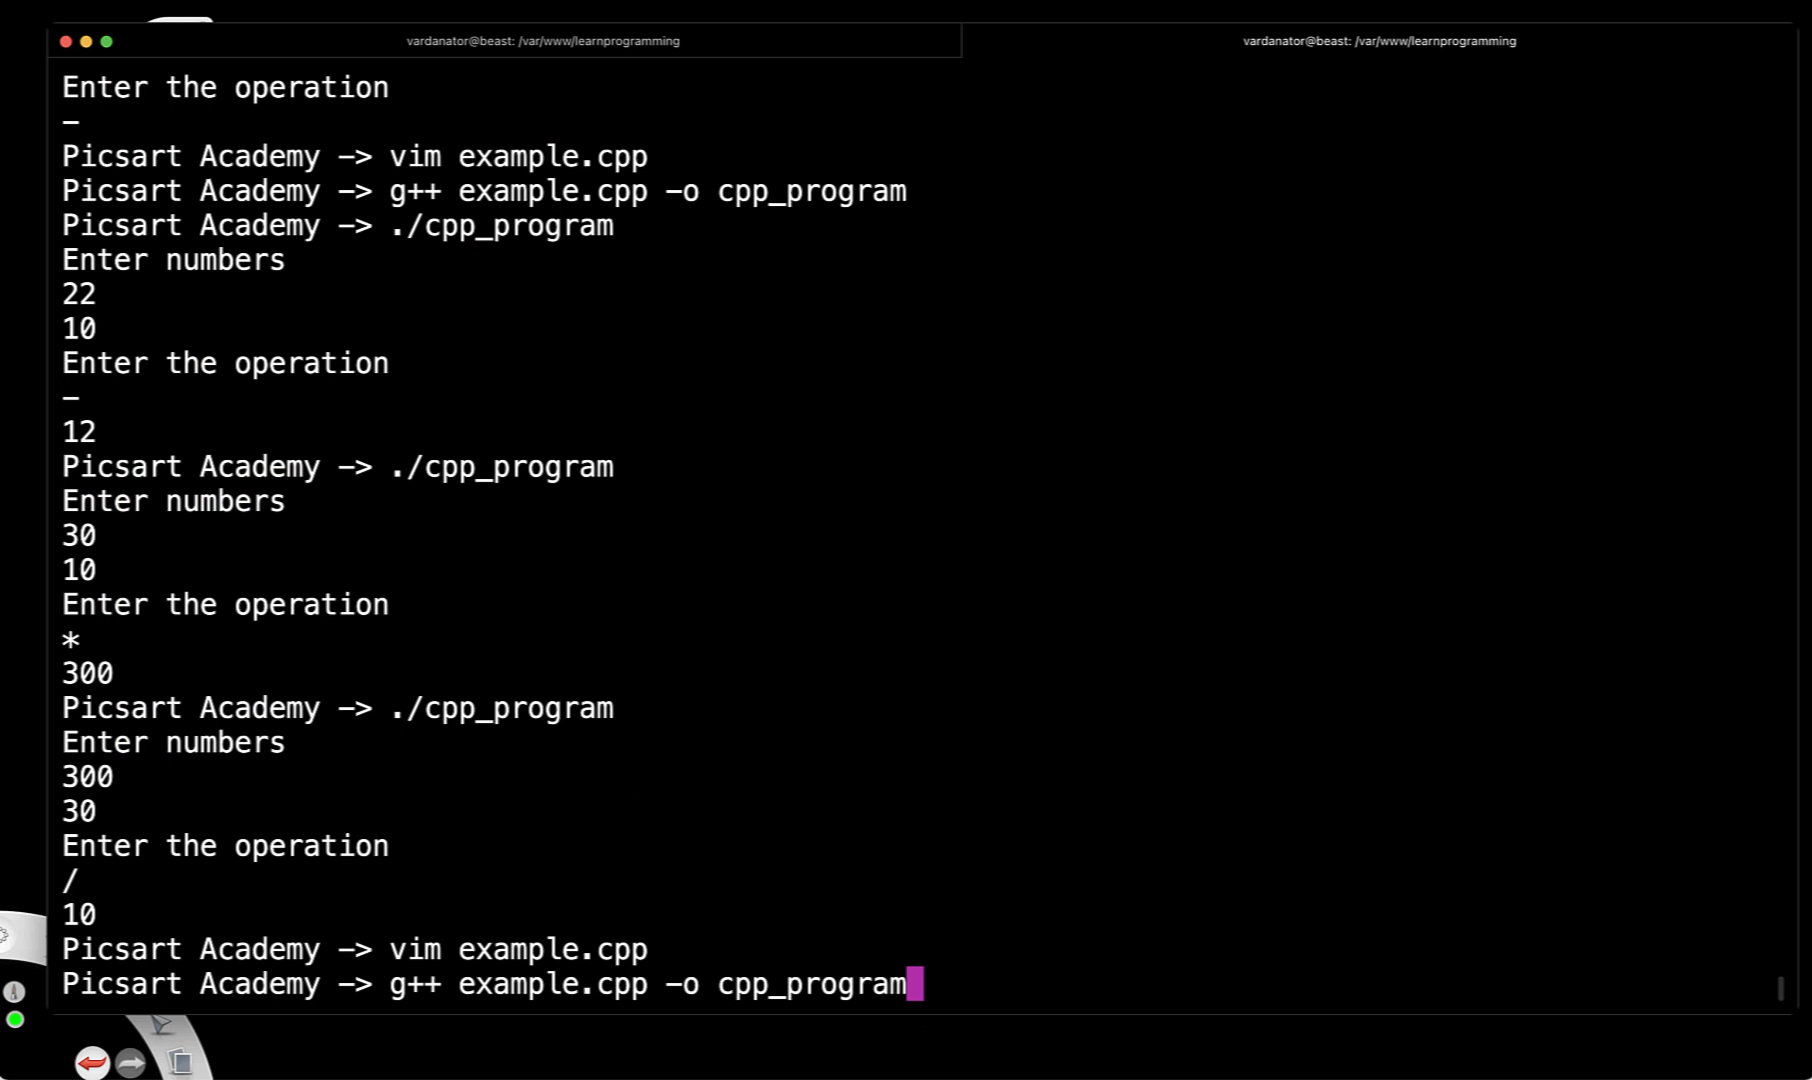 vardanator@beast: /var/www/learnprogramming
vardanator@beast: /var/www/learnprogramming
Enter the operation
-
Picsart Academy -> vim example.cpp
Picsart Academy -> g++ example.cpp -o cpp_program
Picsart Academy -> ./cpp_program
Enter numbers
22
10
Enter the operation
-
12
Picsart Academy -> ./cpp_program
Enter numbers
30
10
Enter the operation
*
300
Picsart Academy -> ./cpp_program
Enter numbers
300
30
Enter the operation
/
10
Picsart Academy -> vim example.cpp
Picsart Academy -> g++ example.cpp -o cpp_program